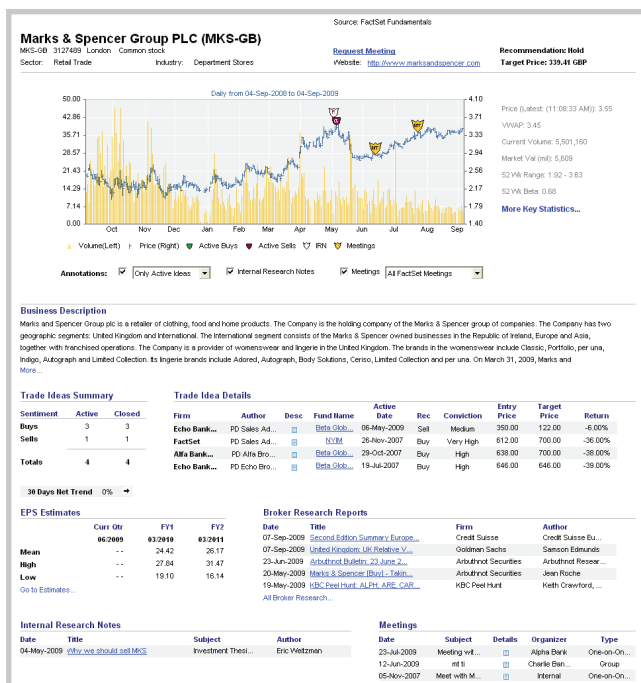 Source: FactSet Fundamentals
Marks & Spencer Group PLC (MKS-GB)
MKS-GB 3127489 London Common stock
Request Meeting
Recommendation: Hold
Sector: Retail Trade Industry: Department Stores
Website: http://www.marksandspencer.com
Target Price: 339.41 GBP
Daily from 04-Sep-2008 to 04-Sep-2009
50.00 4.10
42.86 3.71
35.71 3.33
28.57 2.94
21.43 2.56
14.29 2.17
7.14 1.79
0.00 1.40
Oct Nov Dec Jan Feb Mar Apr May Jun Jul Aug Sep
Volume(Left) Price (Right) Active Buys Active Sells IRN Meetings
Price (Latest: (11:08:33 AM)): 3.55
VWAP: 3.45
Current Volume: 5,501,160
Market Val (mil): 5,609
52 Wk Range: 1.92 - 3.63
52 Wk Beta: 0.68
More Key Statistics...
Annotations: Only Active Ideas Internal Research Notes Meetings All FactSet Meetings
Business Description
Marks and Spencer Group plc is a retailer of clothing, food and home products. The Company is the holding company of the Marks & Spencer group of companies. The Company has two
geographic segments: United Kingdom and International. The International segment consists of the Marks & Spencer owned businesses in the Republic of Ireland, Europe and Asia,
together with franchised operations. The Company is a provider of womenswear and lingerie in the United Kingdom. The brands in the womenswear include Classic, Portfolio, per una,
Indigo, Autograph and Limited Collection. Its lingerie brands include Adored, Autograph, Body Solutions, Ceriso, Limited Collection and per una. On March 31, 2009, Marks and
More...
Trade Ideas Summary
Sentiment Active Closed
Buys 3 3
Sells 1 1
Totals 4 4
30 Days Net Trend 0%
Trade Idea Details
Firm Author Desc Fund Name Active Date Rec Conviction Entry Price Target Price Return
Echo Bank... PD Sales Ad... Beta Glob... 06-May-2009 Sell Medium 350.00 122.00 -6.00%
FactSet PD Sales Ad... NYIM 26-Nov-2007 Buy Very High 612.00 700.00 -36.00%
Alfa Bank... PD Alfa Bro... Beta Glob... 29-Oct-2007 Buy High 638.00 700.00 -38.00%
Echo Bank... PD Echo Bro... Beta Glob... 19-Jul-2007 Buy High 646.00 700.00 -39.00%
EPS Estimates
Curr Qtr FY1 FY2
06/2009 03/2010 03/2011
Mean -- 24.42 26.17
High -- 27.84 31.47
Low -- 19.10 16.14
Go to Estimates...
Broker Research Reports
Date Title Firm Author
07-Sep-2009 Second Edition Summary Europe... Credit Suisse Credit Suisse Eu...
07-Sep-2009 United Kingdom: UK Relative V... Goldman Sachs Samson Edmunds
23-Jun-2009 Arbuthnot Bulletin: 23 June 2... Arbuthnot Securities Arbuthnot Resear...
20-May-2009 Marks & Spencer [Buy] - Takin... Arbuthnot Securities Jean Roche
19-May-2009 KBC Peel Hunt: ALPH; ARE; CAR... KBC Peel Hunt Keith Crawford, ...
All Broker Research...
Internal Research Notes
Date Title Subject Author
04-May-2009 Why we should sell MKS Investment Thesi... Eric Weitzman
Meetings
Date Subject Details Organizer Type
23-Jul-2009 Meeting wit... Alpha Bank One-on-On...
12-Jun-2009 mt ti Charlie Ban... Group
05-Nov-2007 Meet with M... Internal One-on-On...